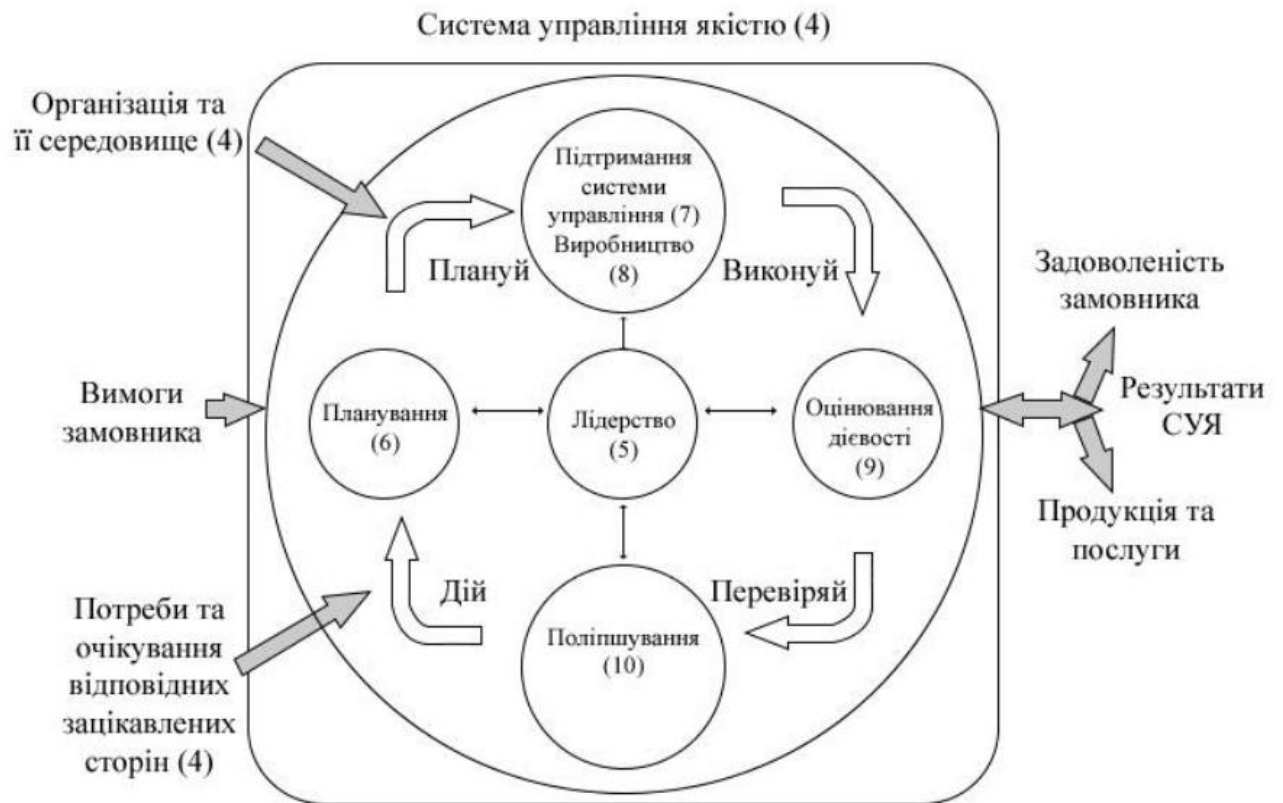 Система управління якістю (4)
Організація та
її середовище (4)
Підтримання
системи
управління (7)
Виробництво
(8)
Плануй
Виконуй
Задоволеність
замовника
Вимоги
замовника
Планування
(6)
Лідерство
(5)
Оцінювання
дієвості
(9)
Результати
СУЯ
Продукція та
послуги
Дій
Перевіряй
Потреби та
очікування
відповідних
зацікавлених
сторін (4)
Поліпшування
(10)